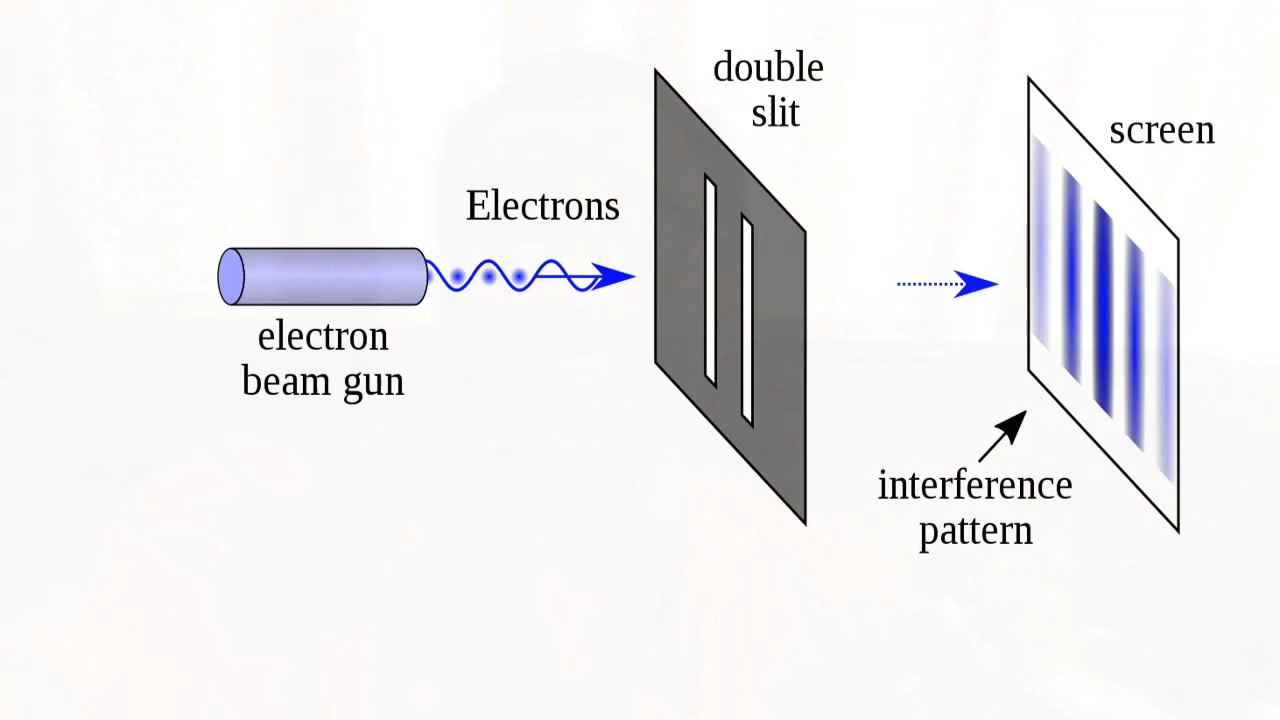 double
slit
screen
Electrons
electron
beam gun
interference
pattern